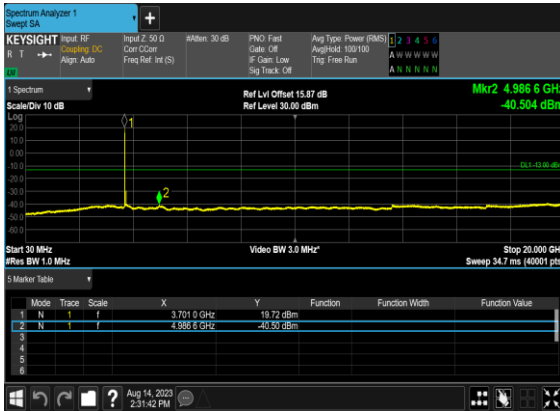 Spectrum Analyzer 1
Swept SA
+
KEYSIGHT Input: RF Input Z: 50 Ω #Atten: 30 dB PNO: Fast Avg Type: Power (RMS) 1 2 3 4 5 6
R T Coupling: DC Corr CCorr Gate: Off Avg|Hold: 100/100 A W W W W W
Align: Auto Freq Ref: Int (S) IF Gain: Low Trig: Free Run
Sig Track: Off A N N N N N
1 Spectrum
Ref Lvl Offset 15.87 dB Mkr2 4.986 6 GHz
Scale/Div 10 dB Ref Level 30.00 dBm -40.504 dBm
Log
20.0
10.0
0.00
-10.0
-20.0
-30.0
-40.0
-50.0
-60.0
1
2
DL1 -13.00 dBm
Start 30 MHz Video BW 3.0 MHz* Stop 20.000 GHz
#Res BW 1.0 MHz Sweep 34.7 ms (40001 pts)
5 Marker Table
Mode Trace Scale X Y Function Function Width Function Value
1 N 1 f 3.701 0 GHz 19.72 dBm
2 N 1 f 4.986 6 GHz -40.50 dBm
3
4
5
6
? Aug 14, 2023
2:31:42 PM